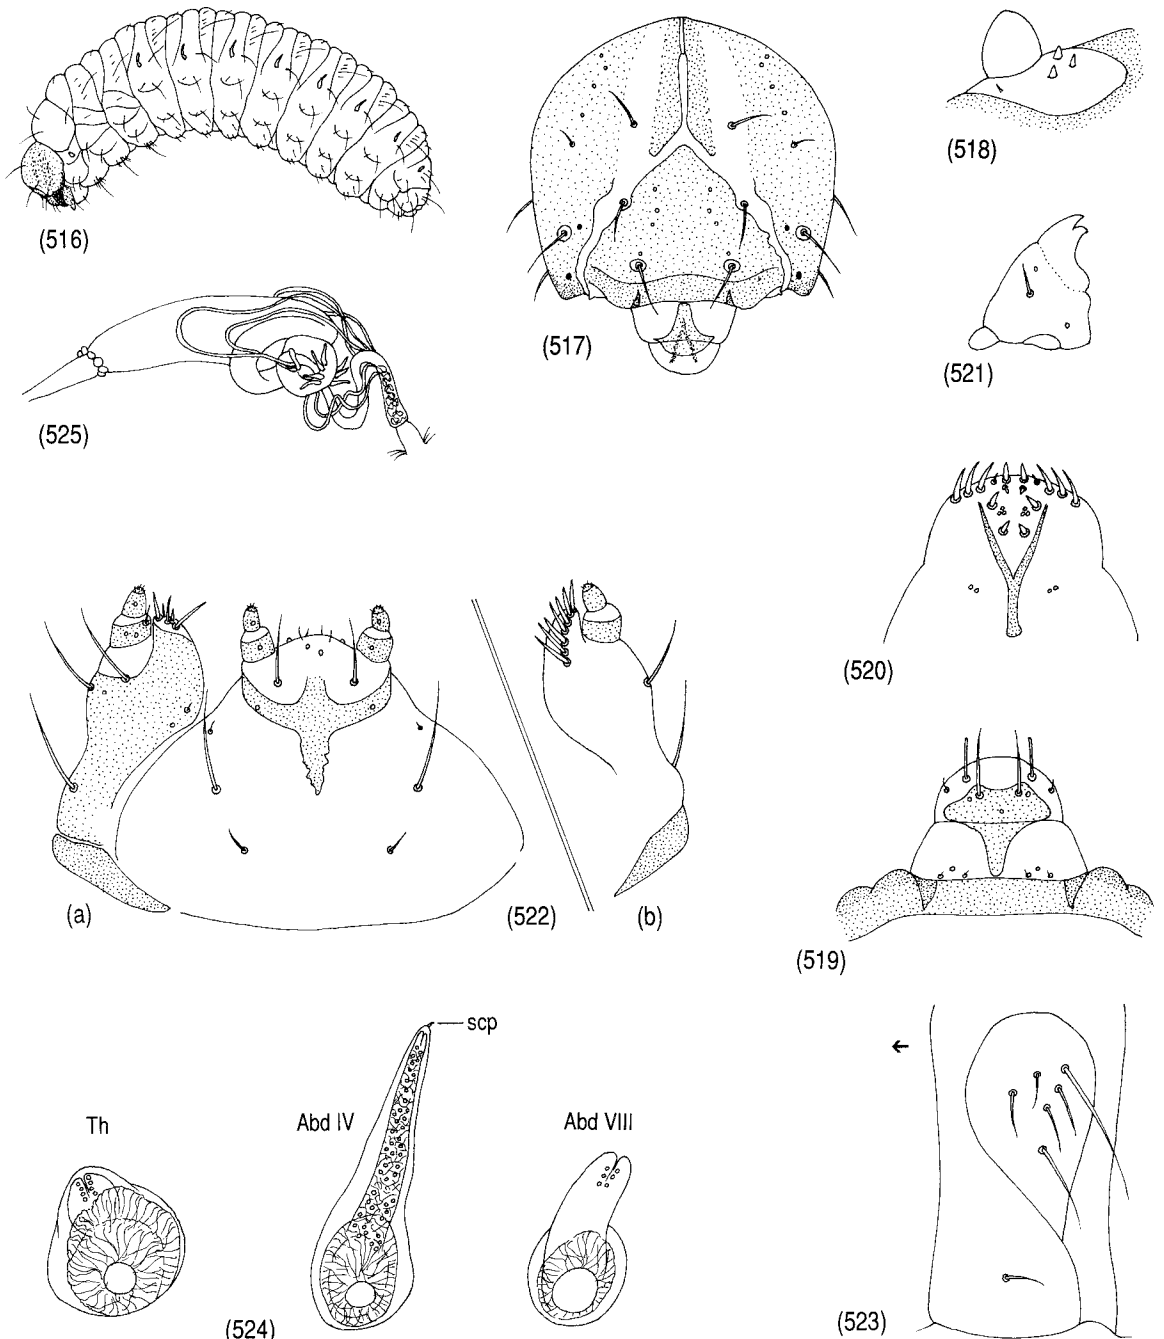 (516)
(517)
(518)
(521)
(525)
(520)
(a)
(522)
(b)
(519)
scp
Th
Abd IV
Abd VIII
←
(524)
(523)